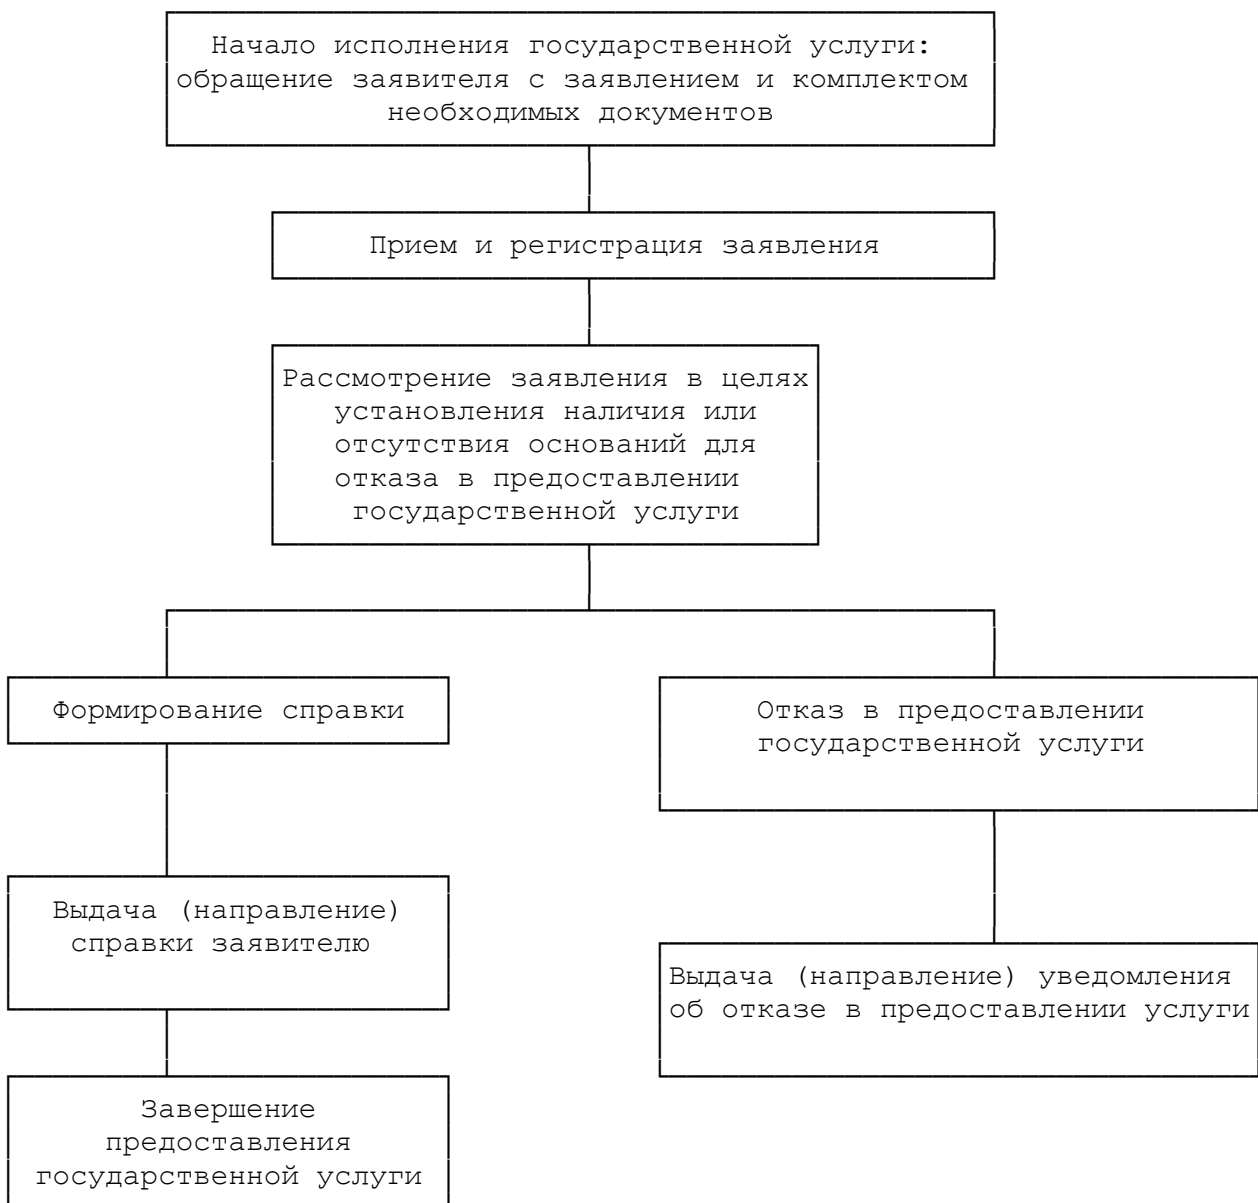 Начало исполнения государственной услуги:
обращение заявителя с заявлением и комплектом
необходимых документов
Прием и регистрация заявления
Рассмотрение заявления в целях
установления наличия или
отсутствия оснований для
отказа в предоставлении
государственной услуги
Формирование справки
Отказ в предоставлении
государственной услуги
Выдача (направление)
справки заявителю
Выдача (направление) уведомления
об отказе в предоставлении услуги
Завершение
предоставления
государственной услуги